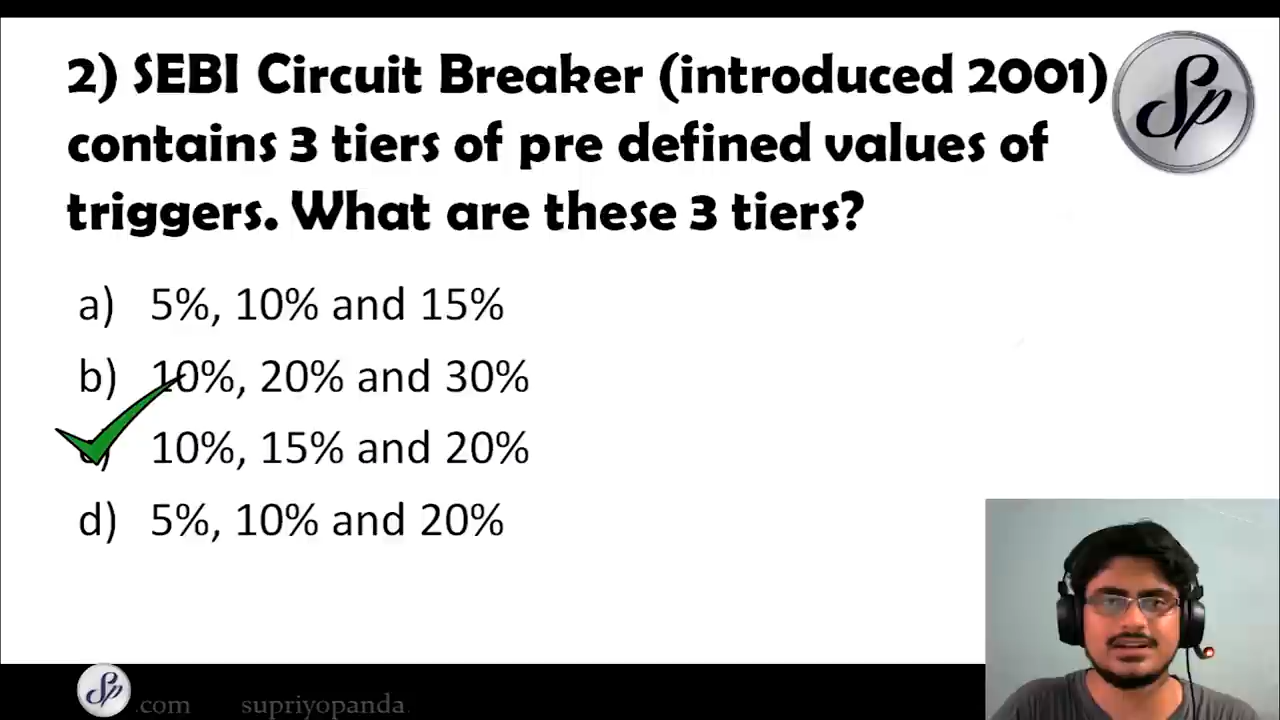 2) SEBI Circuit Breaker (introduced 2001)
contains 3 tiers of pre defined values of
triggers. What are these 3 tiers?
Sp
a) 5%, 10% and 15%
b) 10%, 20% and 30%
c) 10%, 15% and 20%
d) 5%, 10% and 20%
Sp .com supriyopanda